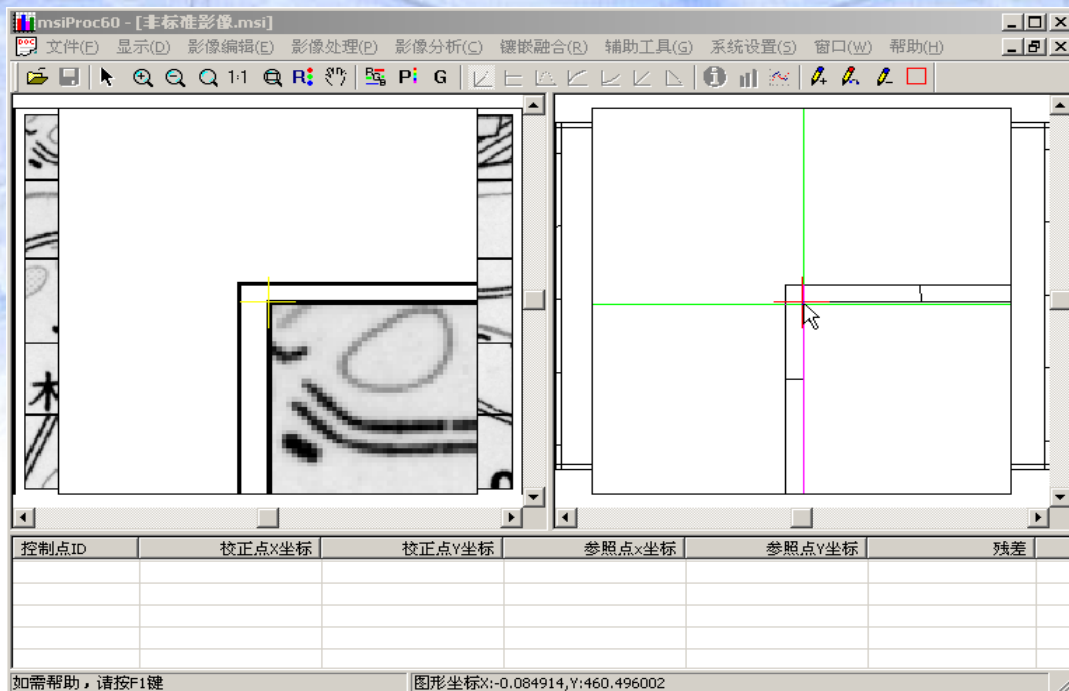 msiProc60 - [非标准影像.msi]
文件(F) 显示(D) 影像编辑(E) 影像处理(P) 影像分析(C) 镶嵌融合(R) 辅助工具(G) 系统设置(S) 窗口(W) 帮助(H)
1:1 R P G
木
控制点ID 校正点X坐标 校正点Y坐标 参照点x坐标 参照点Y坐标 残差
如需帮助，请按F1键 图形坐标X:-0.084914,Y:460.496002